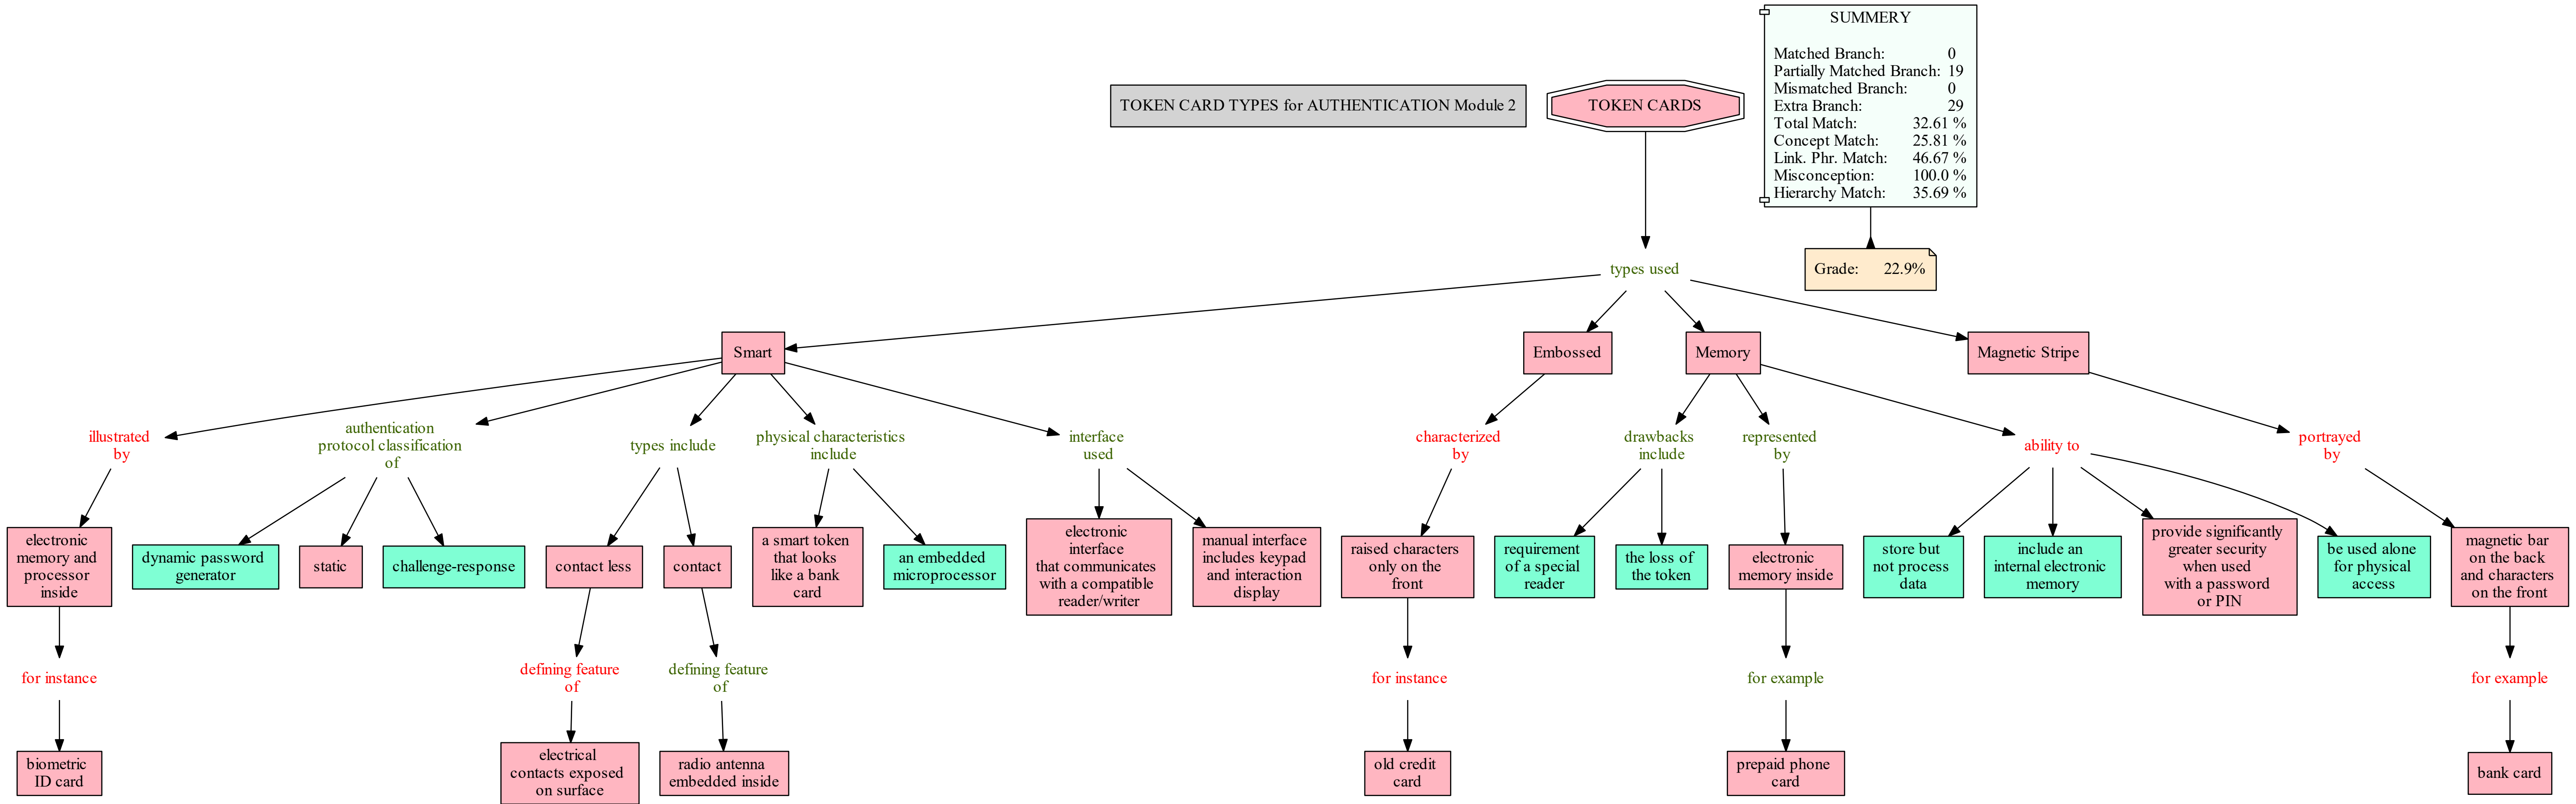 SUMMERY
Matched Branch: 0
Partially Matched Branch: 19
Mismatched Branch: 0
Extra Branch: 29
Total Match: 32.61 %
Concept Match: 25.81 %
Link. Phr. Match: 46.67 %
Misconception: 100.0 %
Hierarchy Match: 35.69 %
TOKEN CARD TYPES for AUTHENTICATION Module 2
TOKEN CARDS
Grade: 22.9%
types used
Smart
Embossed
Memory
Magnetic Stripe
illustrated
by
authentication
protocol classification
of
types include
physical characteristics
include
interface
used
characterized
by
drawbacks
include
represented
by
ability to
portrayed
by
electronic
memory and
processor
inside
dynamic password
generator
static
challenge-response
contact less
contact
a smart token
that looks
like a bank
card
an embedded
microprocessor
electronic
interface
that communicates
with a compatible
reader/writer
manual interface
includes keypad
and interaction
display
raised characters
only on the
front
requirement
of a special
reader
the loss of
the token
electronic
memory inside
store but
not process
data
include an
internal electronic
memory
provide significantly
greater security
when used
with a password
or PIN
be used alone
for physical
access
magnetic bar
on the back
and characters
on the front
for instance
defining feature
of
defining feature
of
for instance
for example
for example
biometric
ID card
electrical
contacts exposed
on surface
radio antenna
embedded inside
old credit
card
prepaid phone
card
bank card